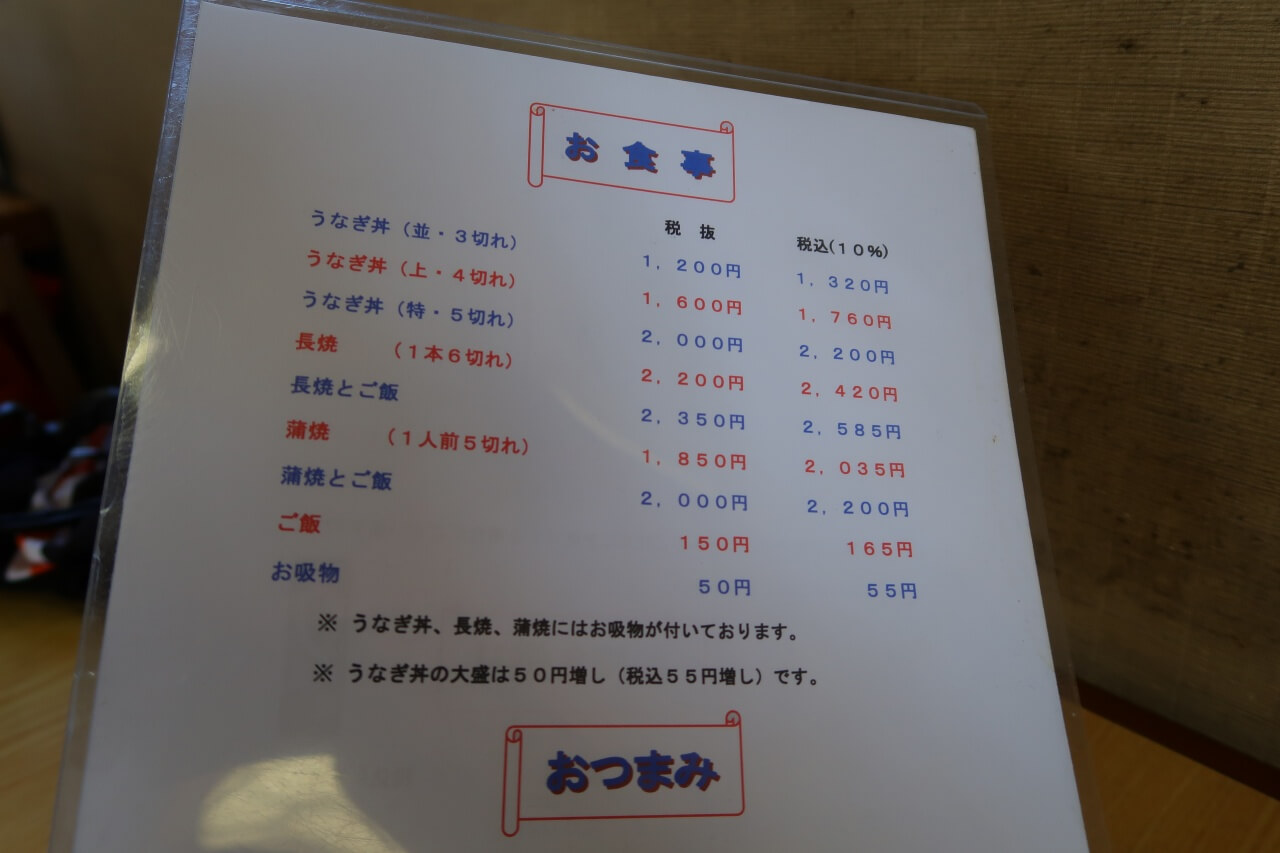 お食事
税 抜 税込(10%)
うなぎ丼（並・3切れ） 1，200円 1，320円
うなぎ丼（上・4切れ） 1，600円 1，760円
うなぎ丼（特・5切れ） 2，000円 2，200円
長焼 （1本6切れ） 2，200円 2，420円
長焼とご飯 2，350円 2，585円
蒲焼 （1人前5切れ） 1，850円 2，035円
蒲焼とご飯 2，000円 2，200円
ご飯 150円 165円
お吸物 50円 55円
※ うなぎ丼、長焼、蒲焼にはお吸物が付いております。
※ うなぎ丼の大盛は50円増し（税込55円増し）です。
おつまみ